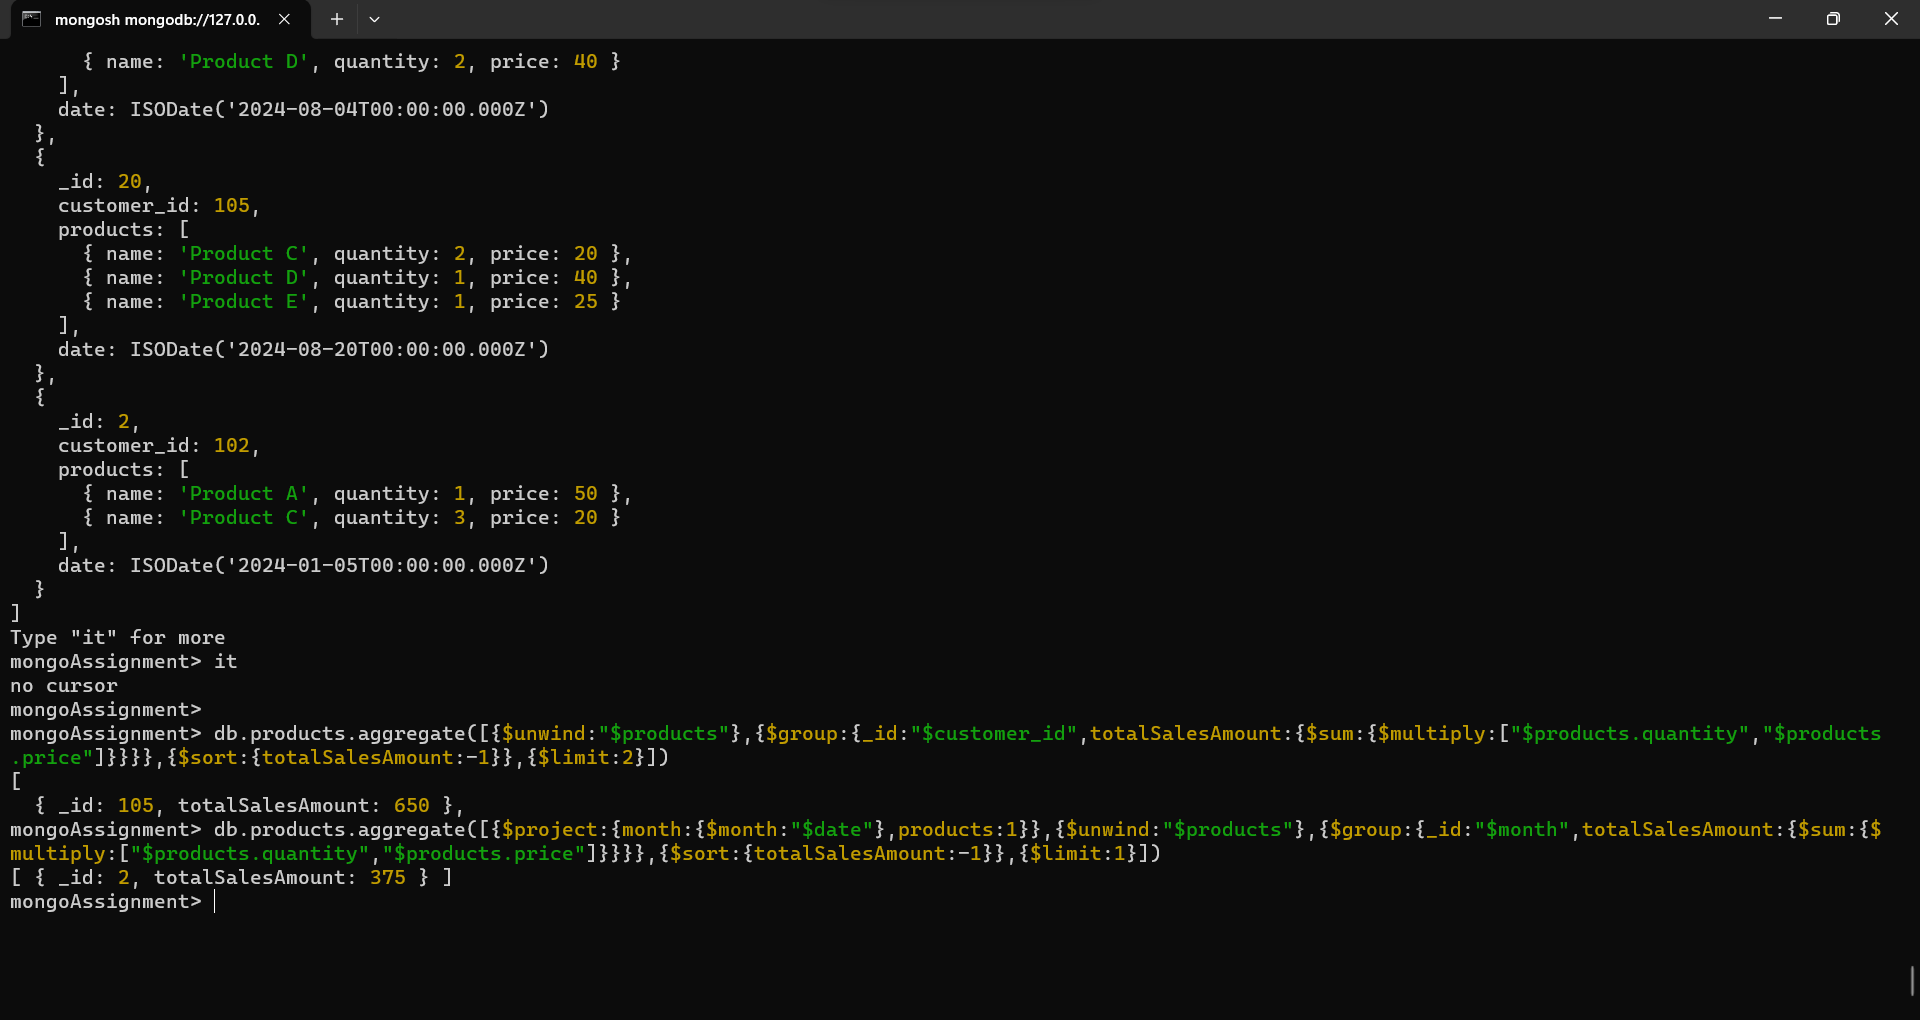 mongosh mongodb://127.0.0.
{ name: 'Product D', quantity: 2, price: 40 }
],
date: ISODate('2024-08-04T00:00:00.000Z')
},
{
_id: 20,
customer_id: 105,
products: [
{ name: 'Product C', quantity: 2, price: 20 },
{ name: 'Product D', quantity: 1, price: 40 },
{ name: 'Product E', quantity: 1, price: 25 }
],
date: ISODate('2024-08-20T00:00:00.000Z')
},
{
_id: 2,
customer_id: 102,
products: [
{ name: 'Product A', quantity: 1, price: 50 },
{ name: 'Product C', quantity: 3, price: 20 }
],
date: ISODate('2024-01-05T00:00:00.000Z')
}
]
Type "it" for more
mongoAssignment> it
no cursor
mongoAssignment>
mongoAssignment> db.products.aggregate([{$unwind:"$products"},{$group:{_id:"$customer_id",totalSalesAmount:{$sum:{$multiply:["$products.quantity","$products
.price"]}}}},{$sort:{totalSalesAmount:-1}},{$limit:2}])
[
{ _id: 105, totalSalesAmount: 650 },
mongoAssignment> db.products.aggregate([{$project:{month:{$month:"$date"},products:1}},{$unwind:"$products"},{$group:{_id:"$month",totalSalesAmount:{$sum:{$
multiply:["$products.quantity","$products.price"]}}}},{$sort:{totalSalesAmount:-1}},{$limit:1}])
[ { _id: 2, totalSalesAmount: 375 } ]
mongoAssignment>